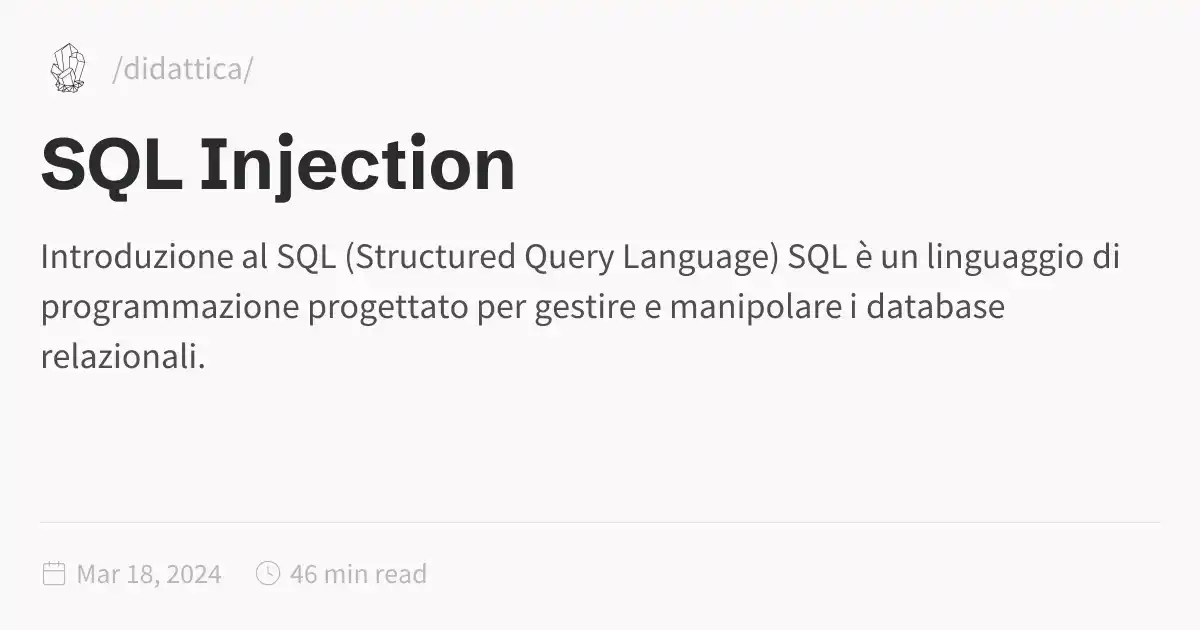 /didattica/
SQL Injection
Introduzione al SQL (Structured Query Language) SQL è un linguaggio di
programmazione progettato per gestire e manipolare i database
relazionali.
Mar 18, 2024 46 min read